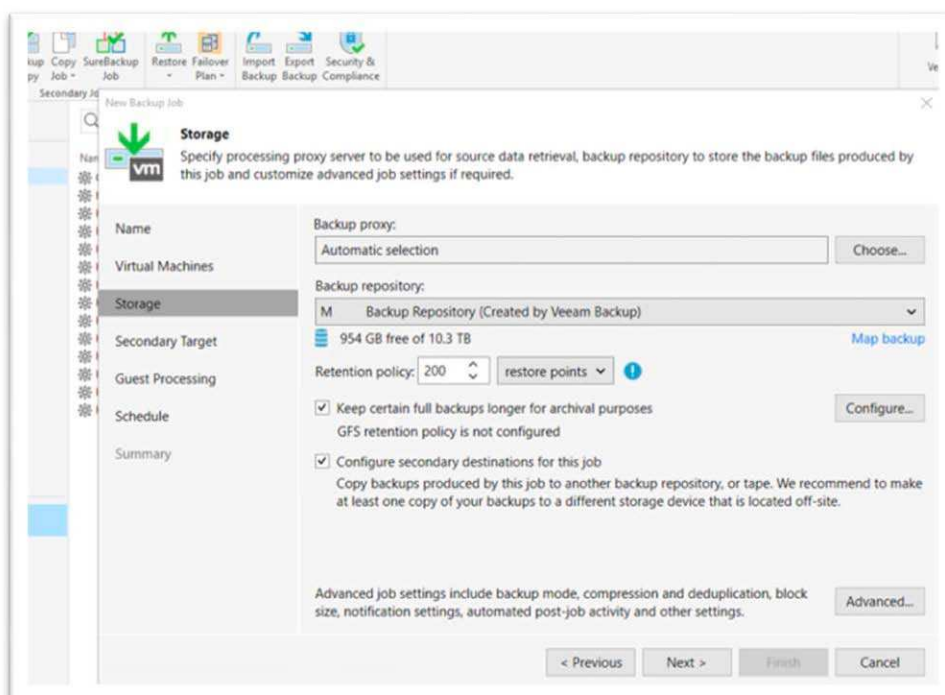 Copy SureBackup Restore Failover Import Export Security &
Job Job Plan Backup Backup Compliance
New Backup Job
Storage
Specify processing proxy server to be used for source data retrieval, backup repository to store the backup files produced by
this job and customize advanced job settings if required.
vm
Name
Virtual Machines
Storage
Secondary Target
Guest Processing
Schedule
Summary
Backup proxy:
Automatic selection
Choose...
Backup repository:
M Backup Repository (Created by Veeam Backup)
954 GB free of 10.3 TB
Map backup
Retention policy: 200 restore points
Keep certain full backups longer for archival purposes
Configure...
GFS retention policy is not configured
Configure secondary destinations for this job
Copy backups produced by this job to another backup repository, or tape. We recommend to make
at least one copy of your backups to a different storage device that is located off-site.
Advanced job settings include backup mode, compression and deduplication, block
size, notification settings, automated post-job activity and other settings.
Advanced...
< Previous
Next >
Finish
Cancel